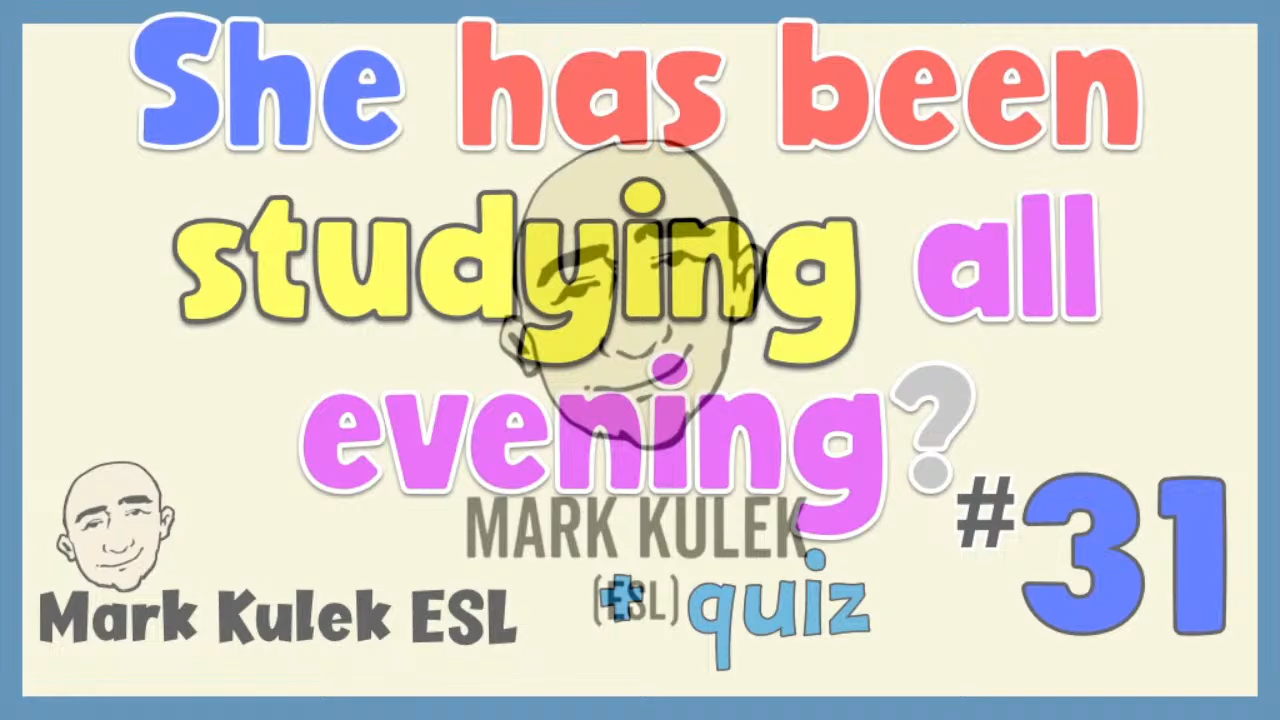 She has been
studying all
evening?
#31
MARK KULEK
(ESL)
+ quiz
Mark Kulek ESL